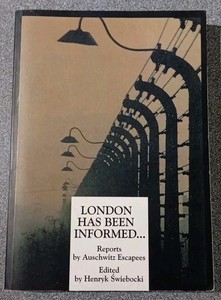 LONDON
HAS BEEN
INFORMED...
Reports
by Auschwitz Escapees
Edited
by Henryk Świebocki